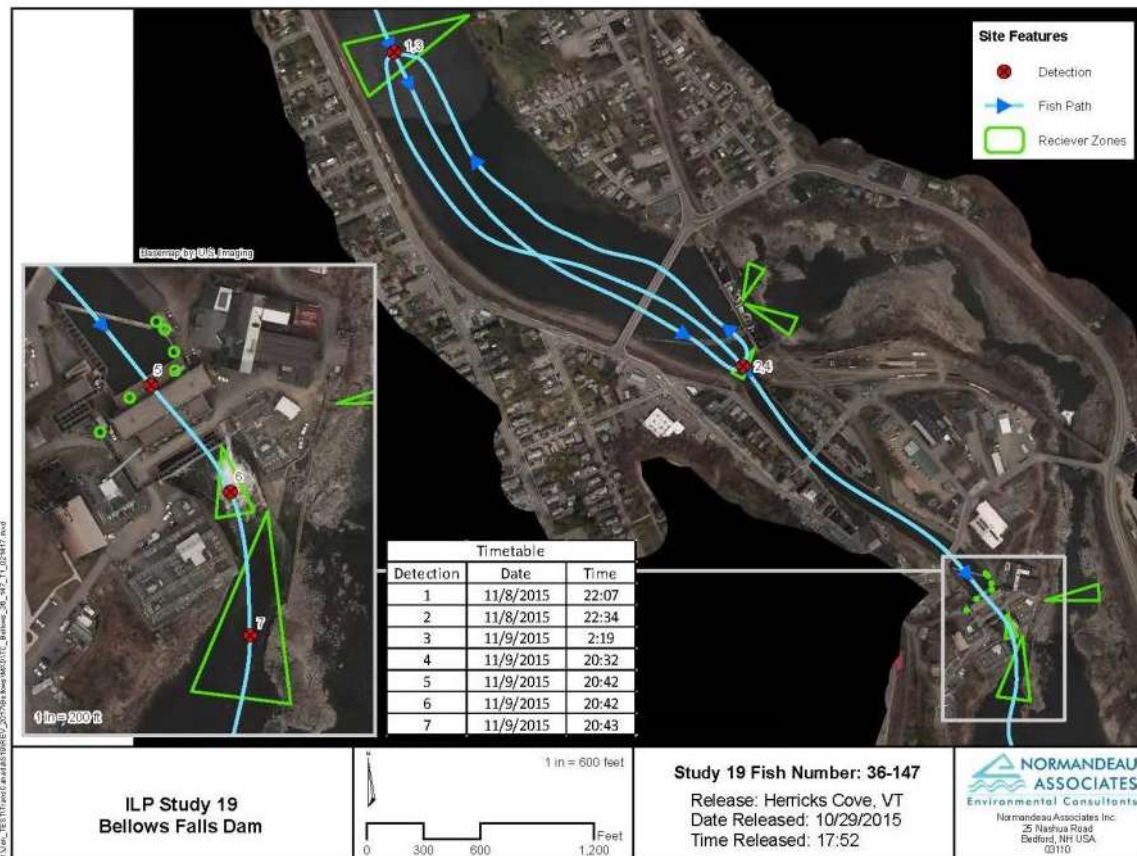 Site Features
Detection
Fish Path
Reciever Zones
1,3
2,4
Basemap by U.S. Imaging
5
6
7
1 in = 200 ft
Timetable
Detection Date Time
1 11/8/2015 22:07
2 11/8/2015 22:34
3 11/9/2015 2:19
4 11/9/2015 20:32
5 11/9/2015 20:42
6 11/9/2015 20:42
7 11/9/2015 20:43
ILP Study 19
Bellows Falls Dam
N
1 in = 600 feet
Feet
0 300 600 1,200
Study 19 Fish Number: 36-147
Release: Herricks Cove, VT
Date Released: 10/29/2015
Time Released: 17:52
NORMANDEAU
ASSOCIATES
Environmental Consultants
Normandeau Associates Inc.
25 Nashua Road
Bedford, NH USA
03110